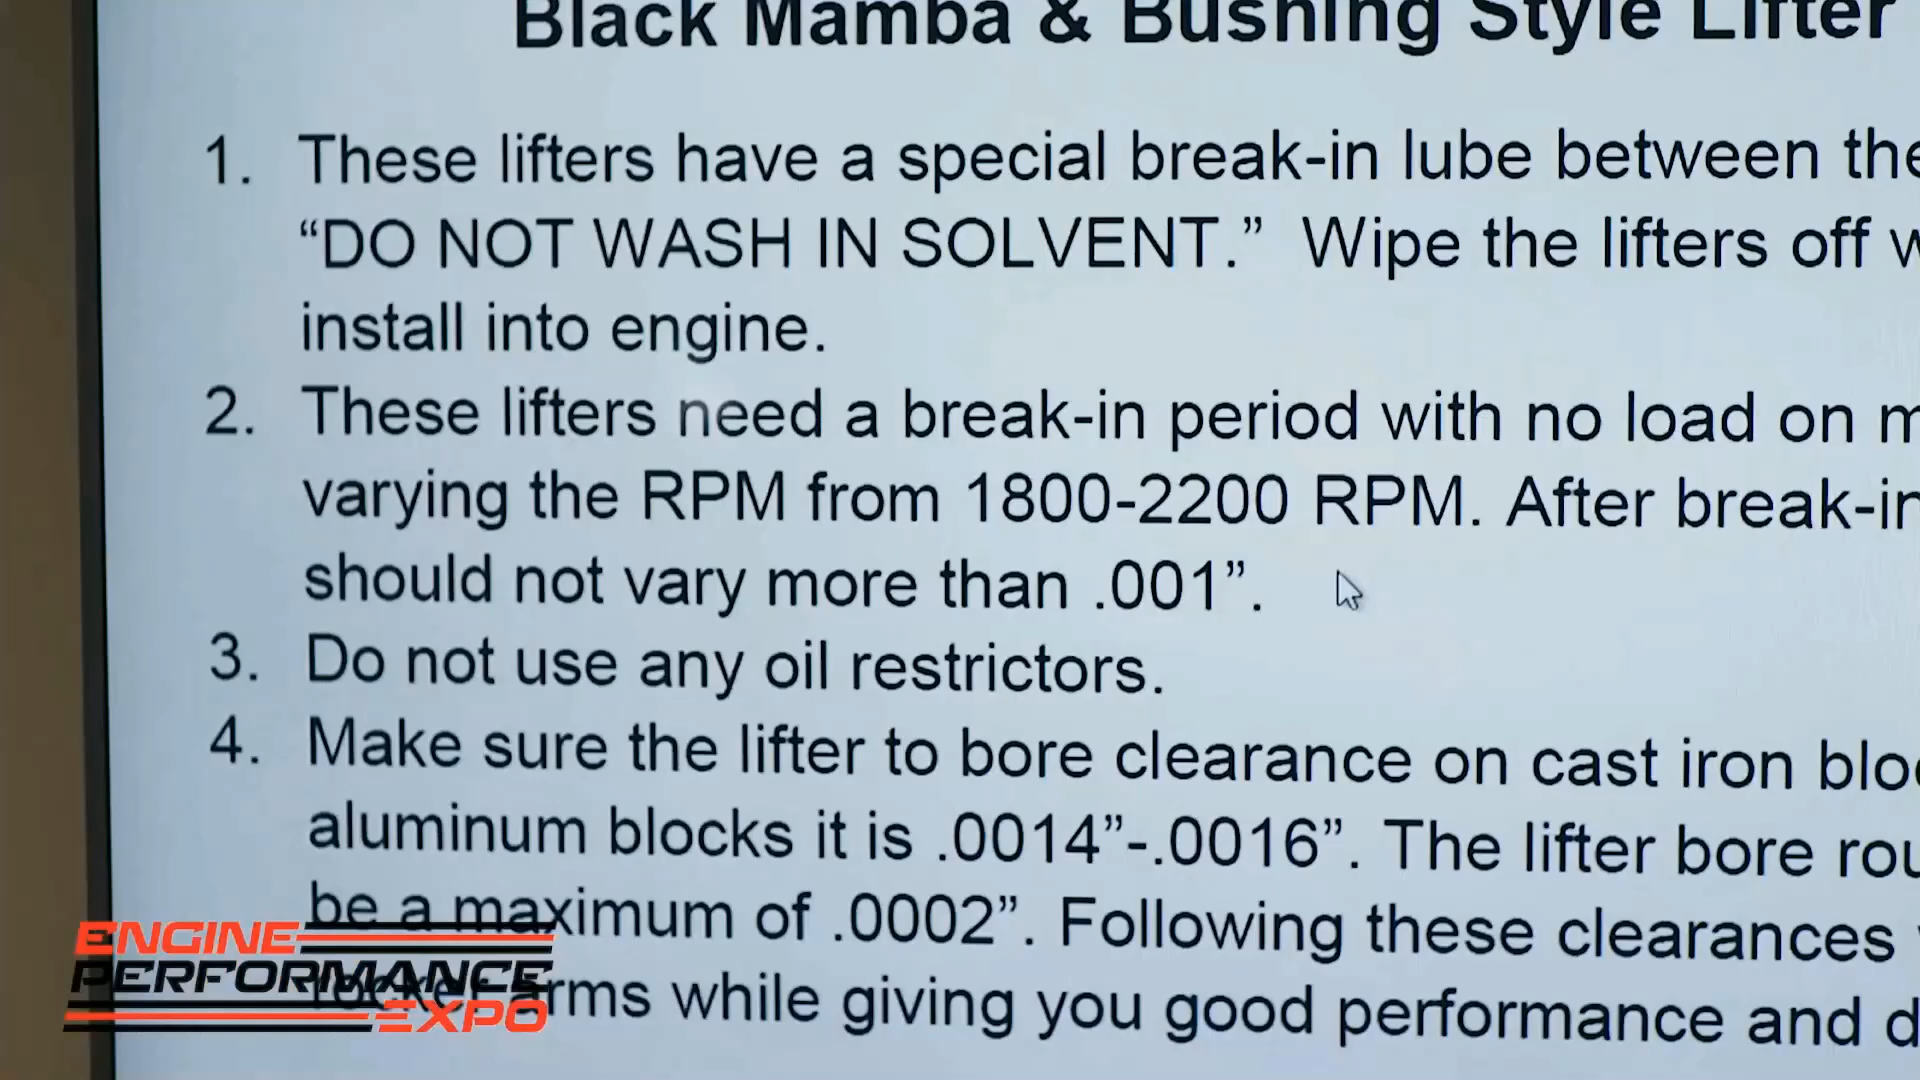 Black Mamba & Bushing Style Lifter
1. These lifters have a special break-in lube between the
“DO NOT WASH IN SOLVENT.” Wipe the lifters off
install into engine.
2. These lifters need a break-in period with no load on
varying the RPM from 1800-2200 RPM. After break-in
should not vary more than .001”.
3. Do not use any oil restrictors.
4. Make sure the lifter to bore clearance on cast iron
aluminum blocks it is .0014”-.0016”. The lifter bore
be a maximum of .0002”. Following these clearances
rocker arms while giving you good performance and
ENGINE
PERFORMANCE
EXPO